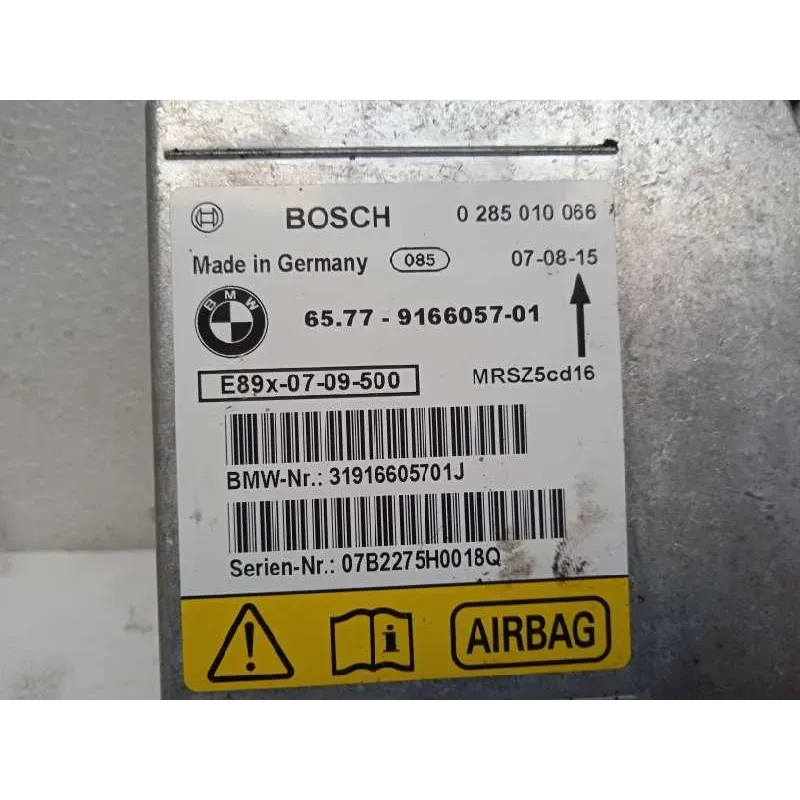 BOSCH 0 285 010 066
Made in Germany 085 07-08-15
BMW 65.77 - 9166057-01
E89x-07-09-500 MRSZ5cd16
BMW-Nr.: 31916605701J
Serien-Nr.: 07B2275H0018Q
AIRBAG